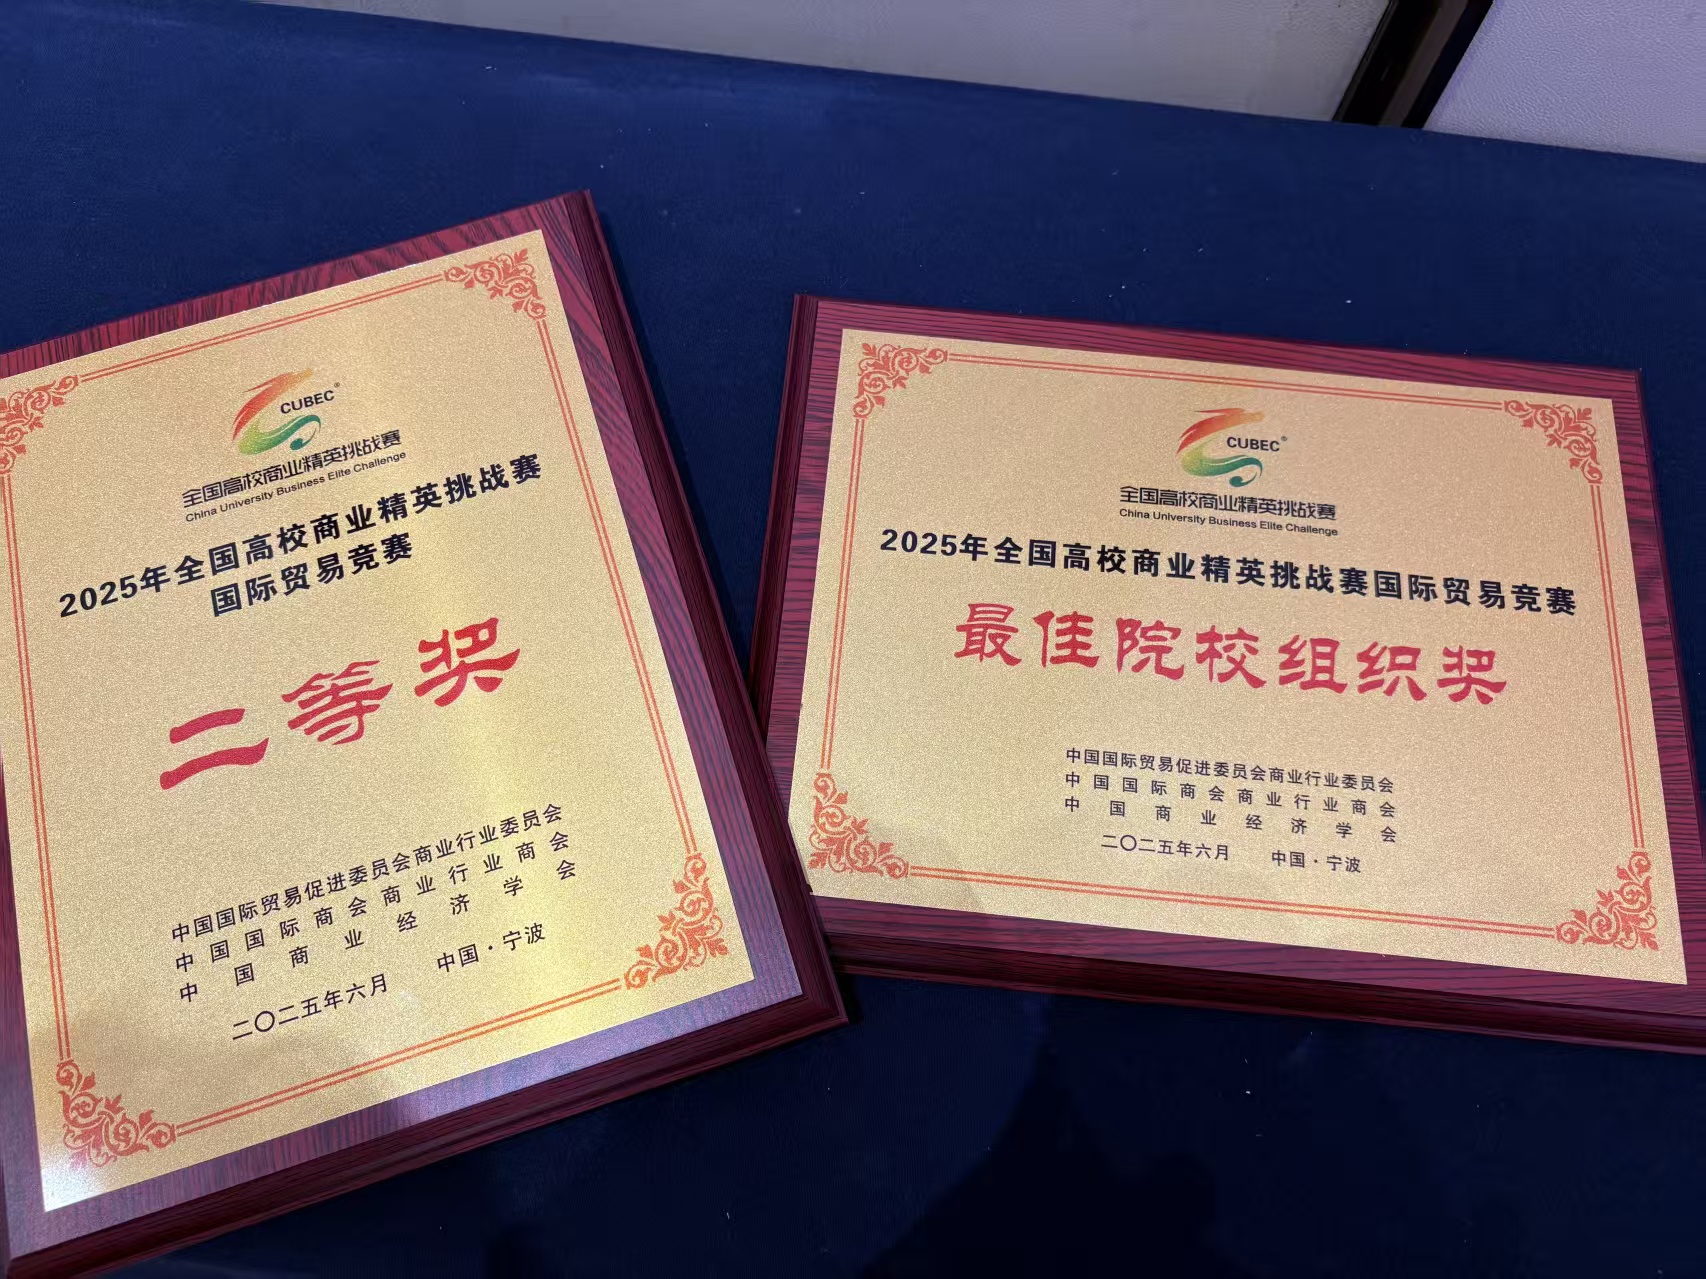 CUBEC®
全国高校商业精英挑战赛
China University Business Elite Challenge
2025年全国高校商业精英挑战赛
国际贸易竞赛
二等奖
中国国际贸易促进委员会商业行业委员会
中国国际商会商业行业商会
中国商业经济学会
二〇二五年六月 中国·宁波
CUBEC®
全国高校商业精英挑战赛
China University Business Elite Challenge
2025年全国高校商业精英挑战赛国际贸易竞赛
最佳院校组织奖
中国国际贸易促进委员会商业行业委员会
中国国际商会商业行业商会
中国商业经济学会
二〇二五年六月 中国·宁波